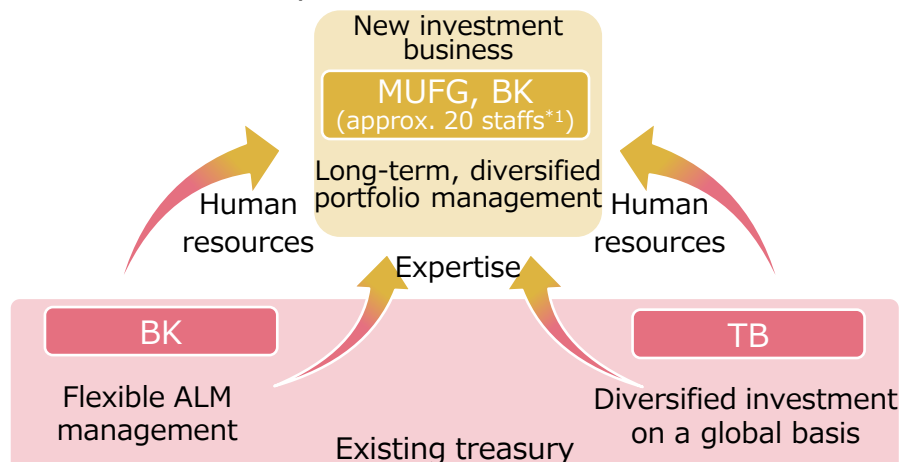 New investment
business
MUFG, BK
(approx. 20 staffs*1)
Long-term, diversified
portfolio management
Human
resources
Human
resources
Expertise
BK
TB
Flexible ALM
management
Diversified investment
on a global basis
Existing treasury